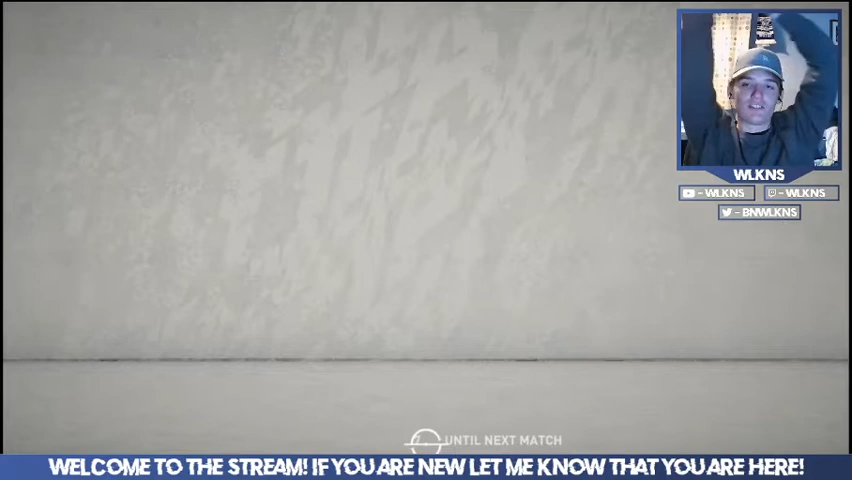 WLKNS
- WLKNS
- WLKNS
- BNWLKNS
UNTIL NEXT MATCH
WELCOME TO THE STREAM! IF YOU ARE NEW LET ME KNOW THAT YOU ARE HERE!